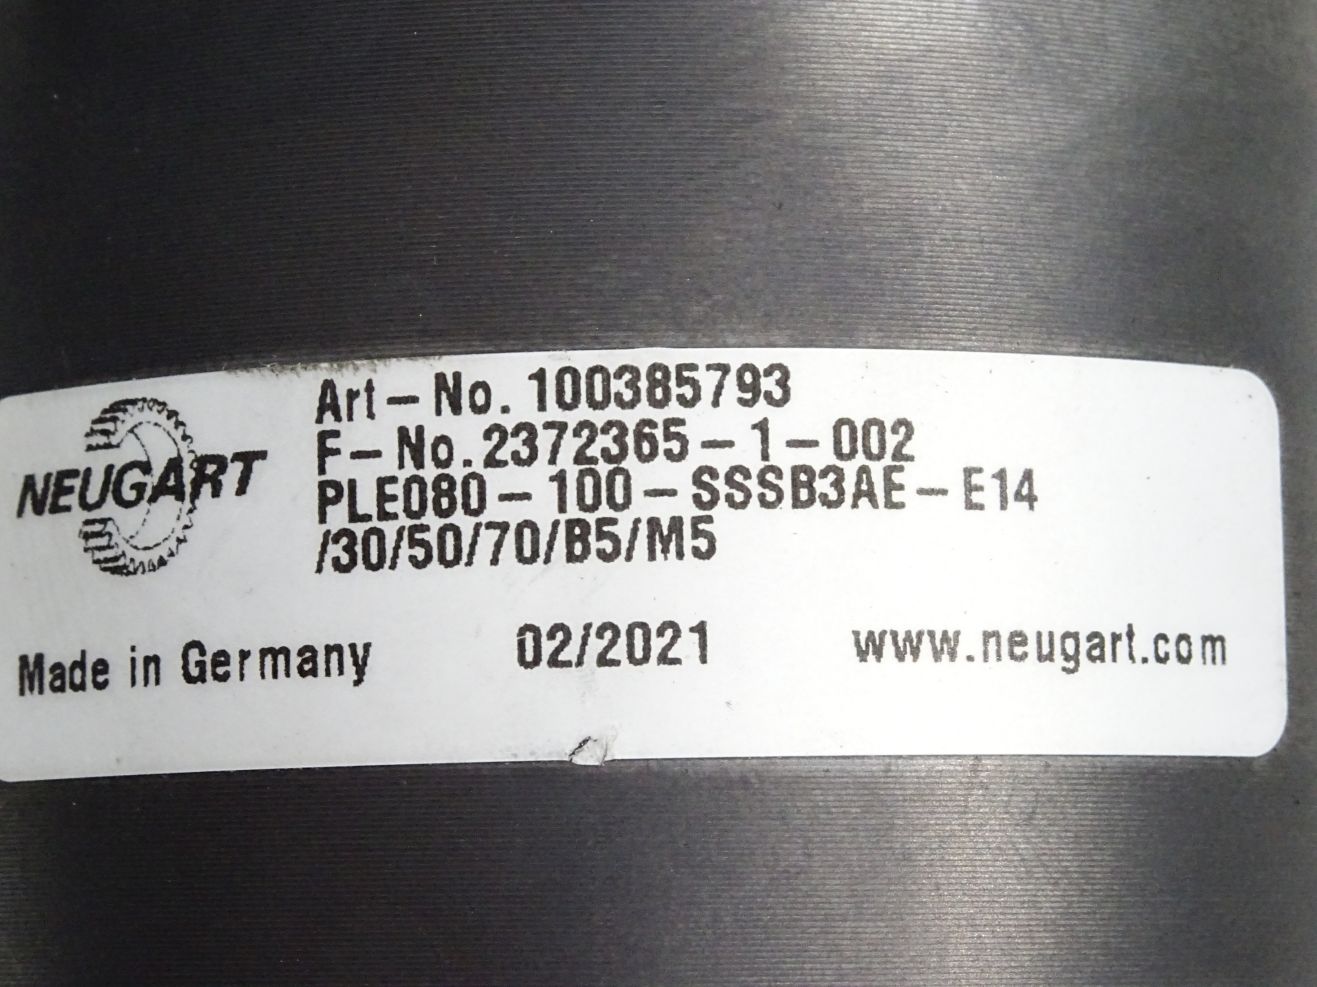 Art-No. 100385793
F-No. 2372365-1-002
PLE080-100-SSSB3AE-E14
/30/50/70/B5/M5
NEUGART
Made in Germany
02/2021
www.neugart.com